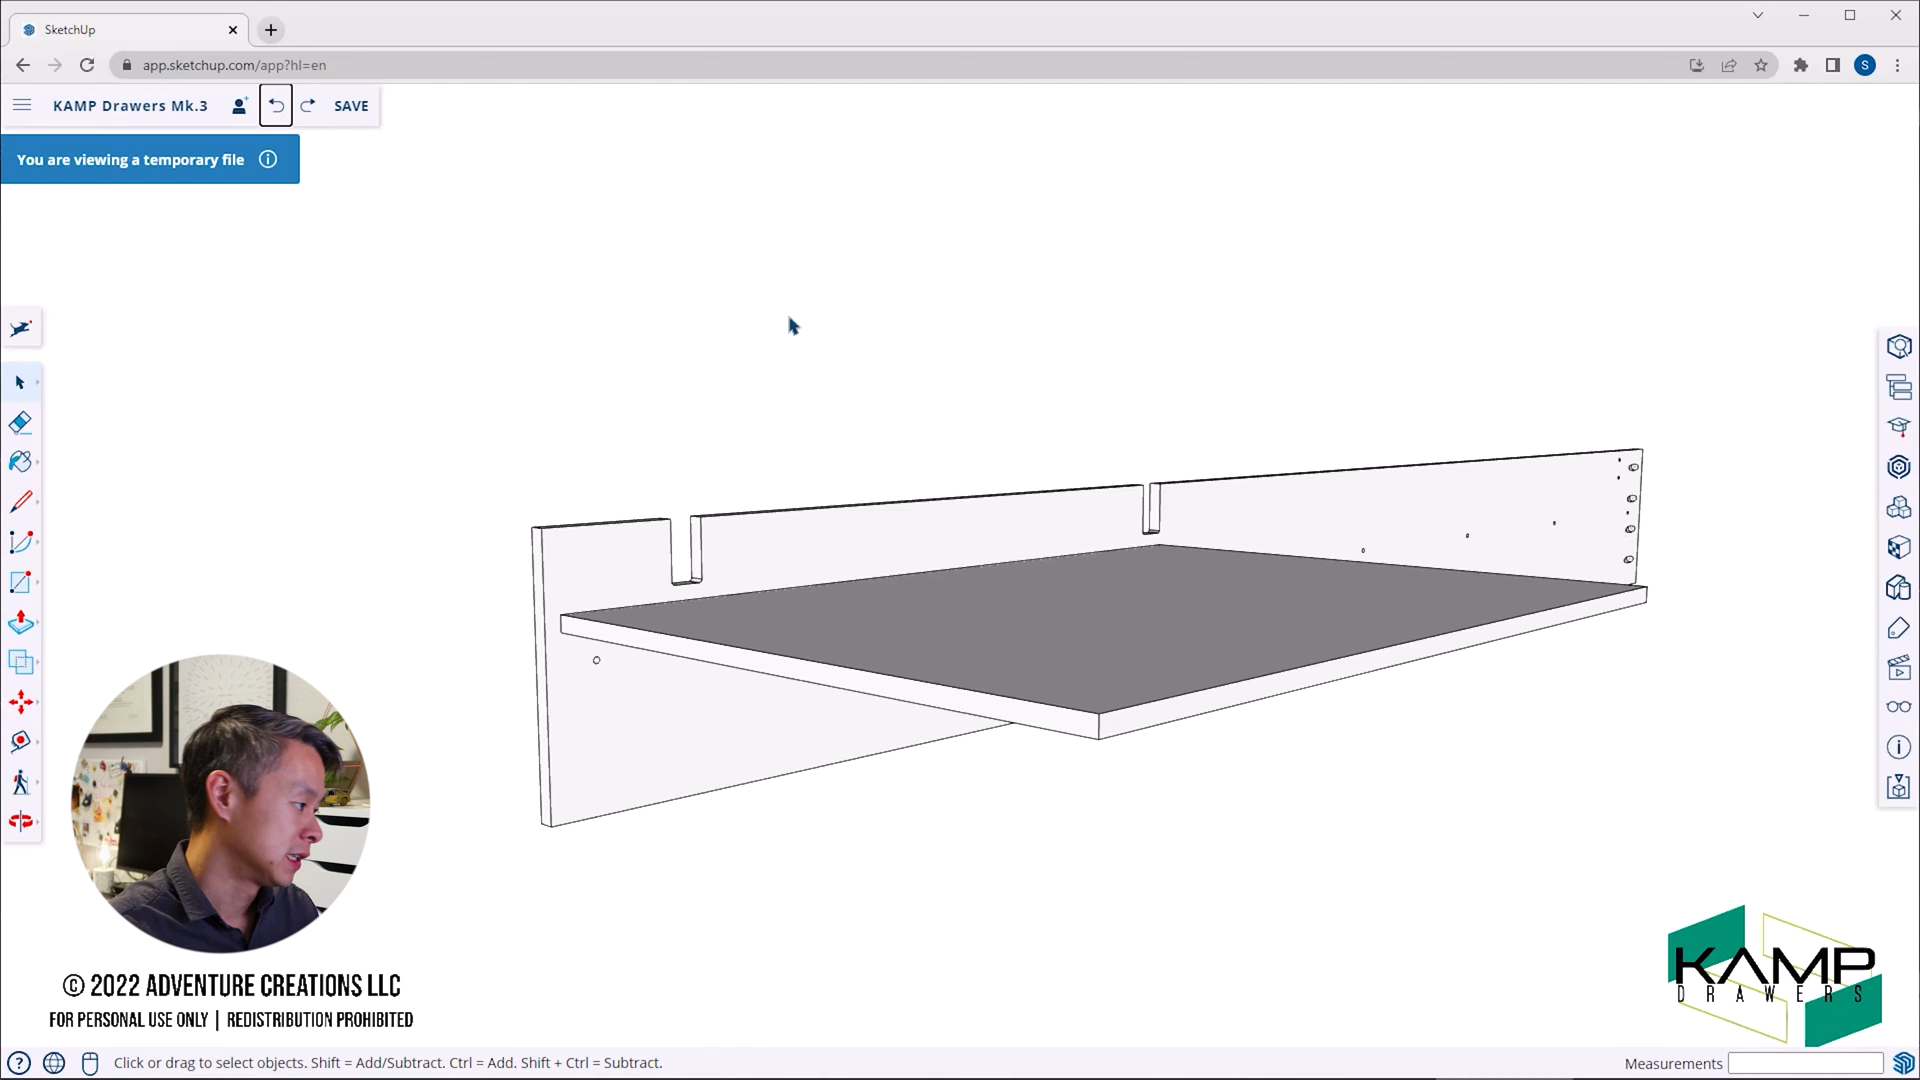 SketchUp
app.sketchup.com/app?hl=en
S
KAMP Drawers Mk.3
SAVE
You are viewing a temporary file
© 2022 ADVENTURE CREATIONS LLC
FOR PERSONAL USE ONLY | REDISTRIBUTION PROHIBITED
KAMP
DRAWERS
Click or drag to select objects. Shift = Add/Subtract. Ctrl = Add. Shift + Ctrl = Subtract.
Measurements